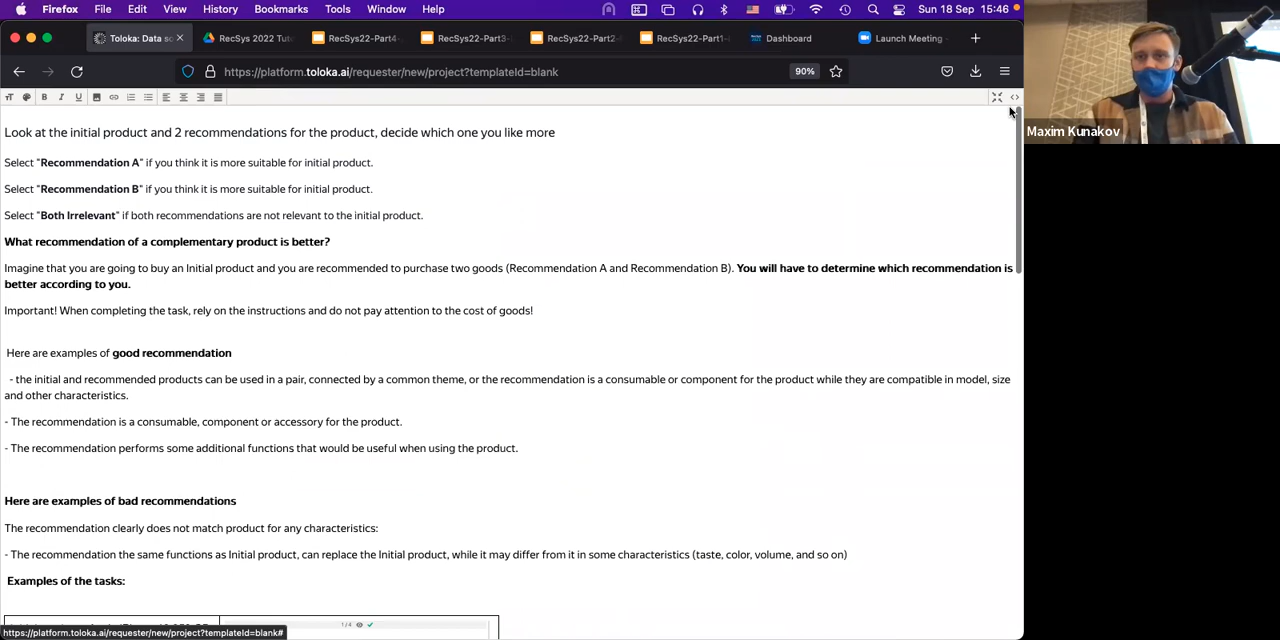 Firefox File Edit View History Bookmarks Tools Window Help Sun 18 Sep 15:46
Toloka: Data so RecSys 2022 Tuto RecSys22-Part4- RecSys22-Part3- RecSys22-Part2- RecSys22-Part1- Dashboard Launch Meeting -
https://platform.toloka.ai/requester/new/project?templateId=blank 90%
Maxim Kunakov
Look at the initial product and 2 recommendations for the product, decide which one you like more
Select "Recommendation A" if you think it is more suitable for initial product.
Select "Recommendation B" if you think it is more suitable for initial product.
Select "Both Irrelevant" if both recommendations are not relevant to the initial product.
What recommendation of a complementary product is better?
Imagine that you are going to buy an Initial product and you are recommended to purchase two goods (Recommendation A and Recommendation B). You will have to determine which recommendation is
better according to you.
Important! When completing the task, rely on the instructions and do not pay attention to the cost of goods!
Here are examples of good recommendation
- the initial and recommended products can be used in a pair, connected by a common theme, or the recommendation is a consumable or component for the product while they are compatible in model, size
and other characteristics.
- The recommendation is a consumable, component or accessory for the product.
- The recommendation performs some additional functions that would be useful when using the product.
Here are examples of bad recommendations
The recommendation clearly does not match product for any characteristics:
- The recommendation the same functions as Initial product, can replace the Initial product, while it may differ from it in some characteristics (taste, color, volume, and so on)
Examples of the tasks:
1/4
https://platform.toloka.ai/requester/new/project?templateId=blank#